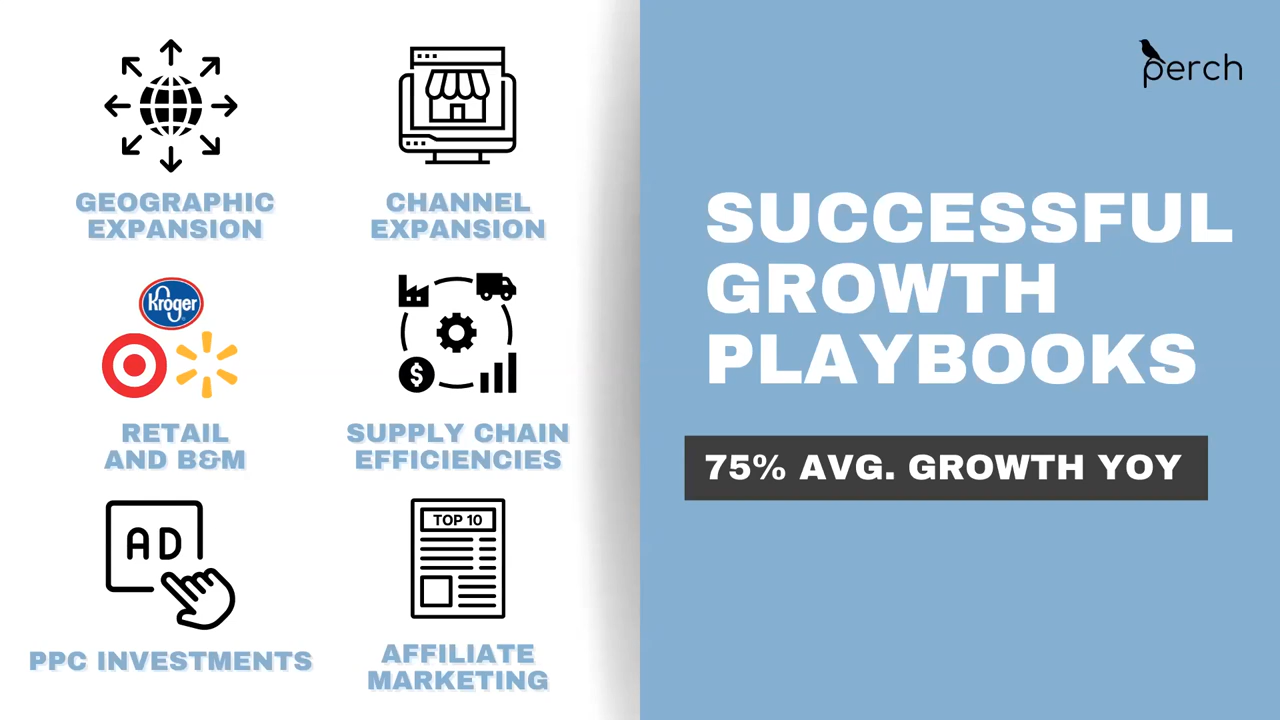 GEOGRAPHIC
EXPANSION
CHANNEL
EXPANSION
Kroger
RETAIL
AND B&M
SUPPLY CHAIN
EFFICIENCIES
$
AD
PPC INVESTMENTS
TOP 10
AFFILIATE
MARKETING
perch
SUCCESSFUL
GROWTH
PLAYBOOKS
75% AVG. GROWTH YOY